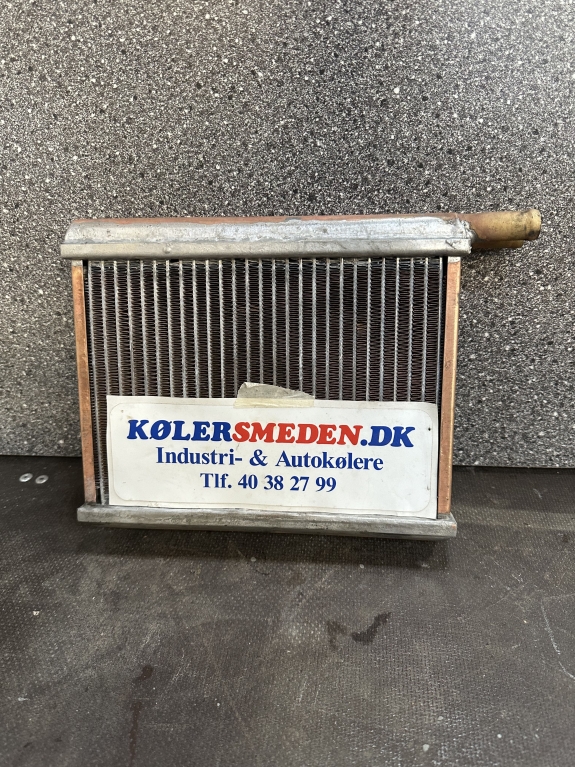 KØLERSMEDEN.DK
Industri- & Autokølere
Tlf. 40 38 27 99